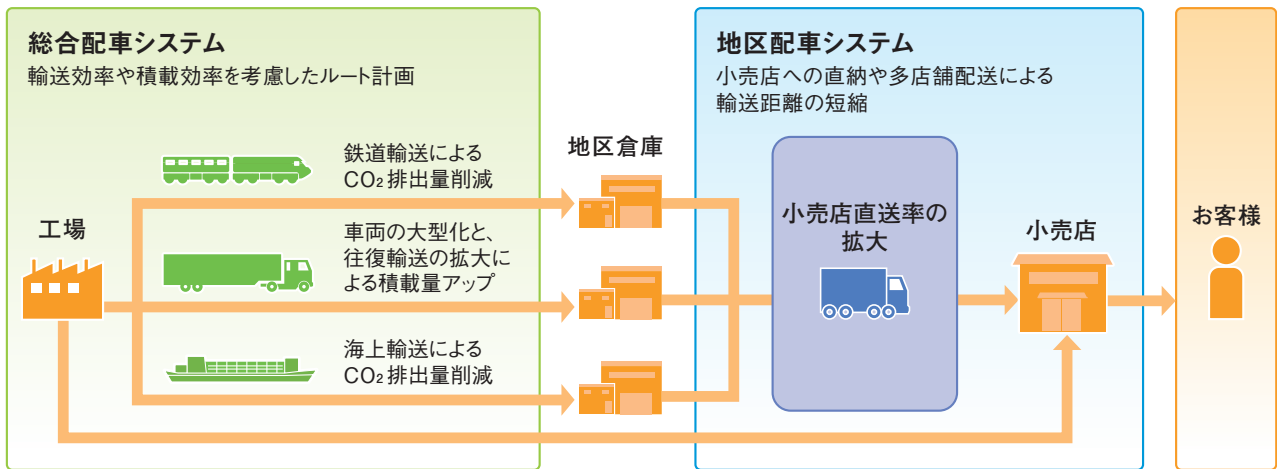 総合配車システム
輸送効率や積載効率を考慮したルート計画
鉄道輸送による
CO₂排出量削減
工場
車両の大型化と、
往復輸送の拡大に
よる積載量アップ
海上輸送による
CO₂排出量削減
地区倉庫
地区配車システム
小売店への直納や多店舗配送による
輸送距離の短縮
小売店直送率の
拡大
小売店
お客様